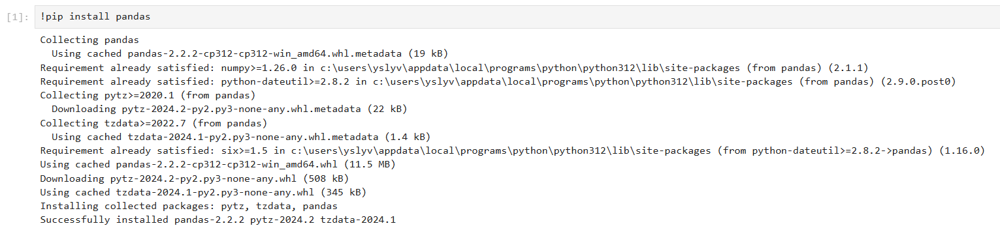 [1]: !pip install pandas
Collecting pandas
  Using cached pandas-2.2.2-cp312-cp312-win_amd64.whl.metadata (19 kB)
Requirement already satisfied: numpy>=1.26.0 in c:\users\yslyv\appdata\local\programs\python\python312\lib\site-packages (from pandas) (2.1.1)
Requirement already satisfied: python-dateutil>=2.8.2 in c:\users\yslyv\appdata\local\programs\python\python312\lib\site-packages (from pandas) (2.9.0.post0)
Collecting pytz>=2020.1 (from pandas)
  Downloading pytz-2024.2-py2.py3-none-any.whl.metadata (22 kB)
Collecting tzdata>=2022.7 (from pandas)
  Using cached tzdata-2024.1-py2.py3-none-any.whl.metadata (1.4 kB)
Requirement already satisfied: six>=1.5 in c:\users\yslyv\appdata\local\programs\python\python312\lib\site-packages (from python-dateutil>=2.8.2->pandas) (1.16.0)
Using cached pandas-2.2.2-cp312-cp312-win_amd64.whl (11.5 MB)
Downloading pytz-2024.2-py2.py3-none-any.whl (508 kB)
Using cached tzdata-2024.1-py2.py3-none-any.whl (345 kB)
Installing collected packages: pytz, tzdata, pandas
Successfully installed pandas-2.2.2 pytz-2024.2 tzdata-2024.1